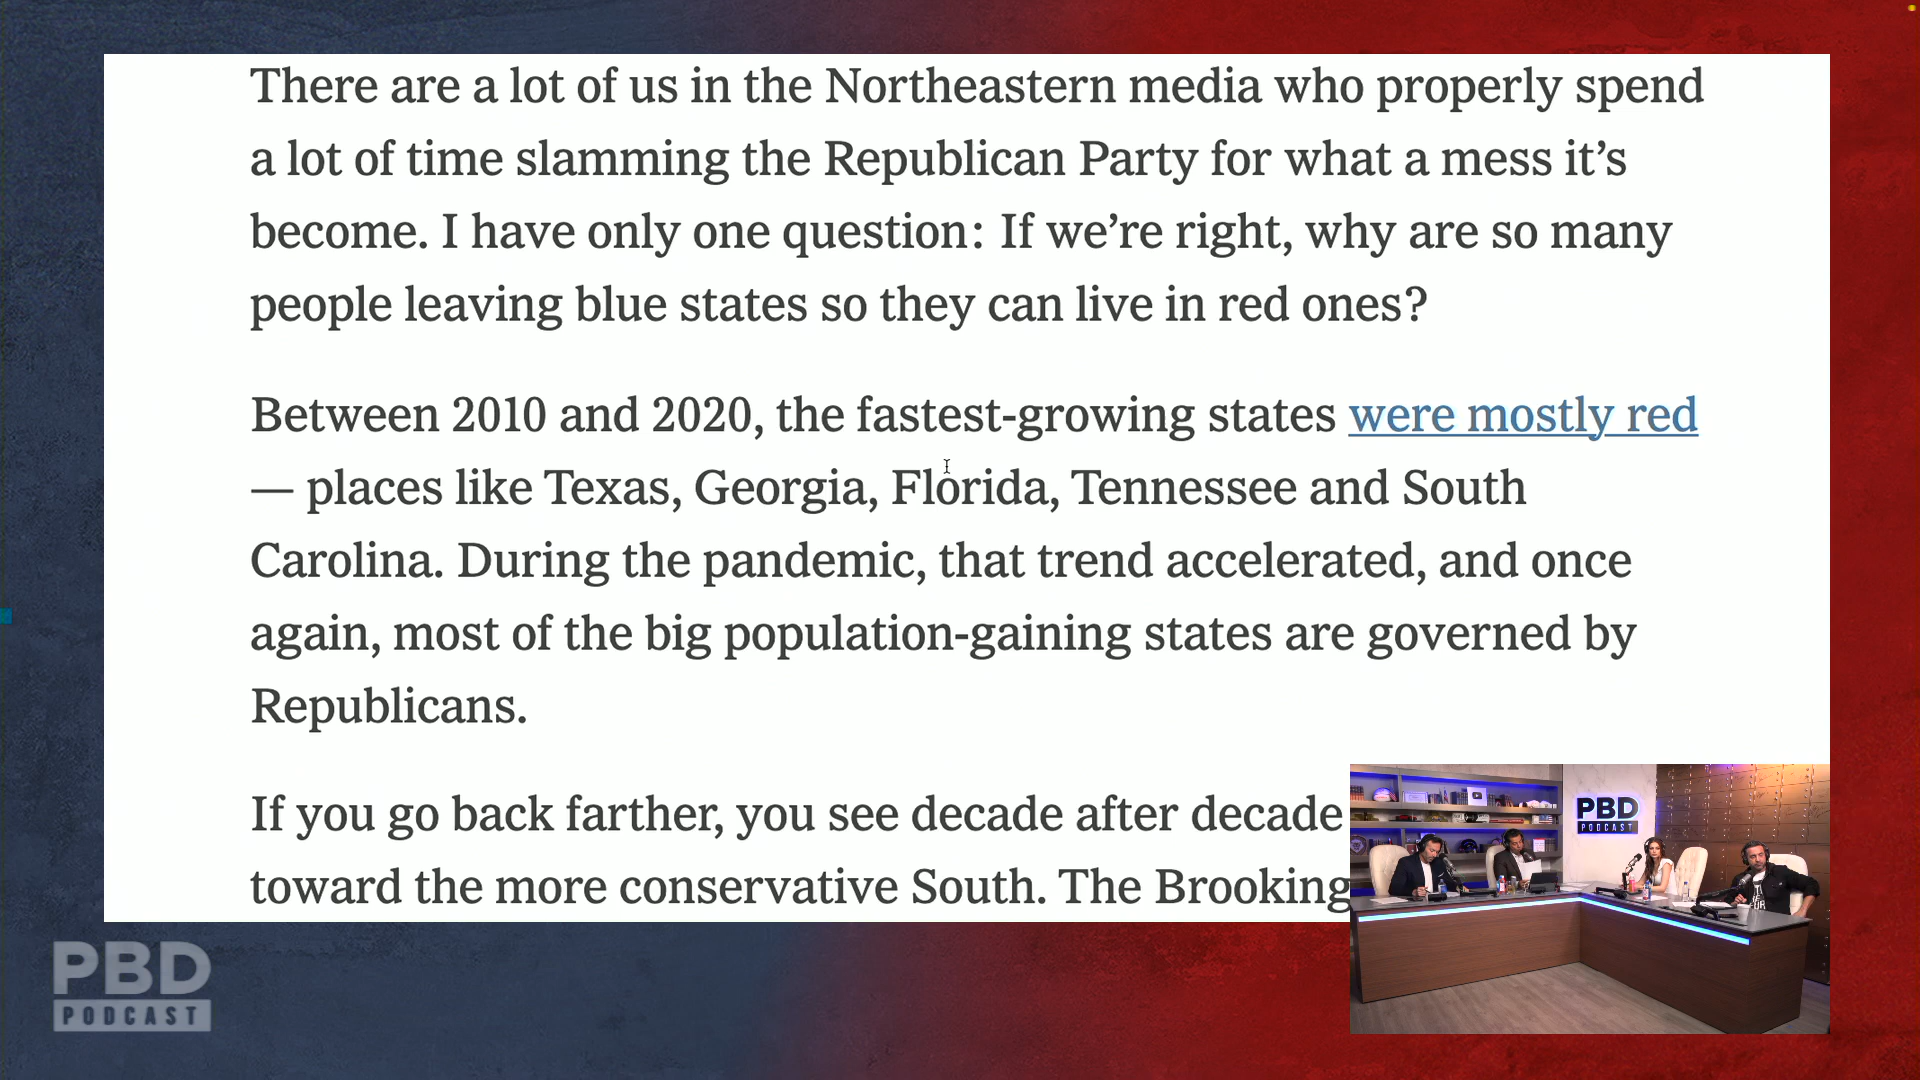 There are a lot of us in the Northeastern media who properly spend
a lot of time slamming the Republican Party for what a mess it’s
become. I have only one question: If we’re right, why are so many
people leaving blue states so they can live in red ones?
Between 2010 and 2020, the fastest-growing states were mostly red
— places like Texas, Georgia, Florida, Tennessee and South
Carolina. During the pandemic, that trend accelerated, and once
again, most of the big population-gaining states are governed by
Republicans.
If you go back farther, you see decade after decade
toward the more conservative South. The Brooking
PBD
PODCAST
PBD
PODCAST